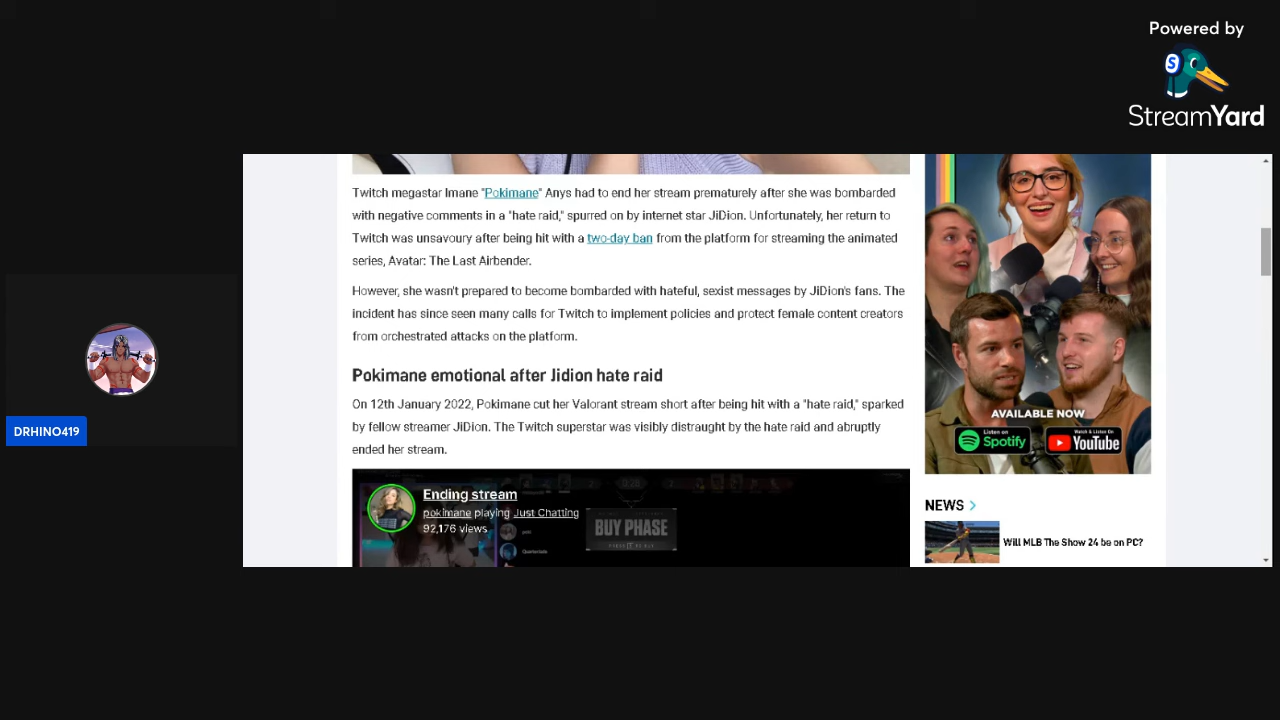 Powered by
S
StreamYard
Twitch megastar Imane "Pokimane" Anys had to end her stream prematurely after she was bombarded
with negative comments in a "hate raid," spurred on by internet star JiDion. Unfortunately, her return to
Twitch was unsavoury after being hit with a two-day ban from the platform for streaming the animated
series, Avatar: The Last Airbender.
However, she wasn't prepared to become bombarded with hateful, sexist messages by JiDion's fans. The
incident has since seen many calls for Twitch to implement policies and protect female content creators
from orchestrated attacks on the platform.
Pokimane emotional after Jidion hate raid
On 12th January 2022, Pokimane cut her Valorant stream short after being hit with a "hate raid," sparked
by fellow streamer JiDion. The Twitch superstar was visibly distraught by the hate raid and abruptly
ended her stream.
Ending stream
pokimane playing Just Chatting
92,176 views
BUY PHASE
AVAILABLE NOW
Listen on
Spotify
Watch & Listen On
YouTube
NEWS
Will MLB The Show 24 be on PC?
DRHINO419